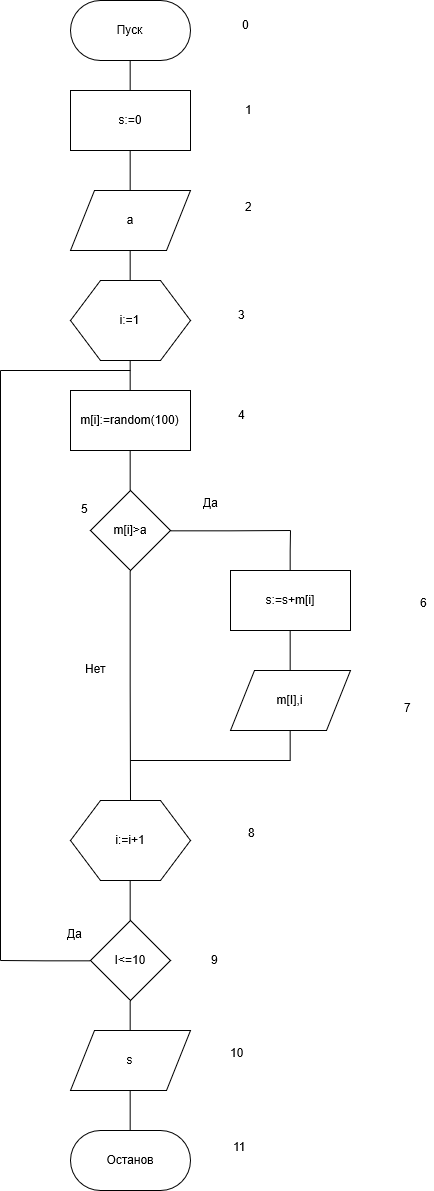 Пуск
0
s:=0
1
a
2
i:=1
3
m[i]:=random(100)
4
5
m[i]>a
Да
s:=s+m[i]
6
Нет
m[I],i
7
i:=i+1
8
Да
I<=10
9
s
10
Останов
11